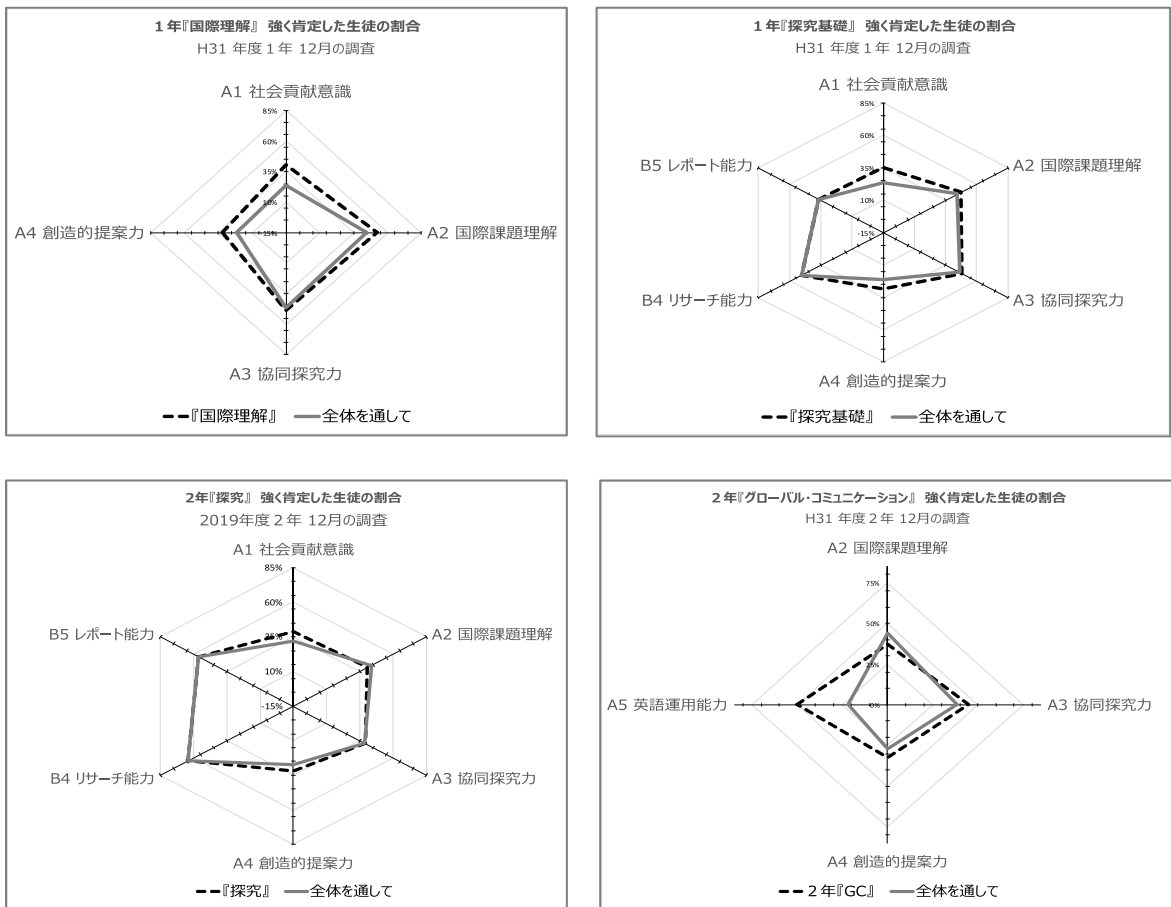 1年『国際理解』 強く肯定した生徒の割合
H31 年度 1 年 12月の調査
A1 社会貢献意識
85%
60%
35%
10%
-15%
A4 創造的提案力
A2 国際課題理解
A3 協同探究力
『国際理解』 全体を通して
1年『探究基礎』 強く肯定した生徒の割合
H31 年度 1 年 12月の調査
A1 社会貢献意識
85%
60%
35%
10%
-15%
B5 レポート能力
A2 国際課題理解
B4 リサーチ能力
A3 協同探究力
A4 創造的提案力
『探究基礎』 全体を通して
2年『探究』 強く肯定した生徒の割合
2019年度 2 年 12月の調査
A1 社会貢献意識
85%
60%
35%
10%
-15%
B5 レポート能力
A2 国際課題理解
B4 リサーチ能力
A3 協同探究力
A4 創造的提案力
『探究』 全体を通して
2年『グローバル・コミュニケーション』 強く肯定した生徒の割合
H31 年度 2 年 12月の調査
A2 国際課題理解
75%
50%
25%
0%
A5 英語運用能力
A3 協同探究力
A4 創造的提案力
2 年『GC』 全体を通して